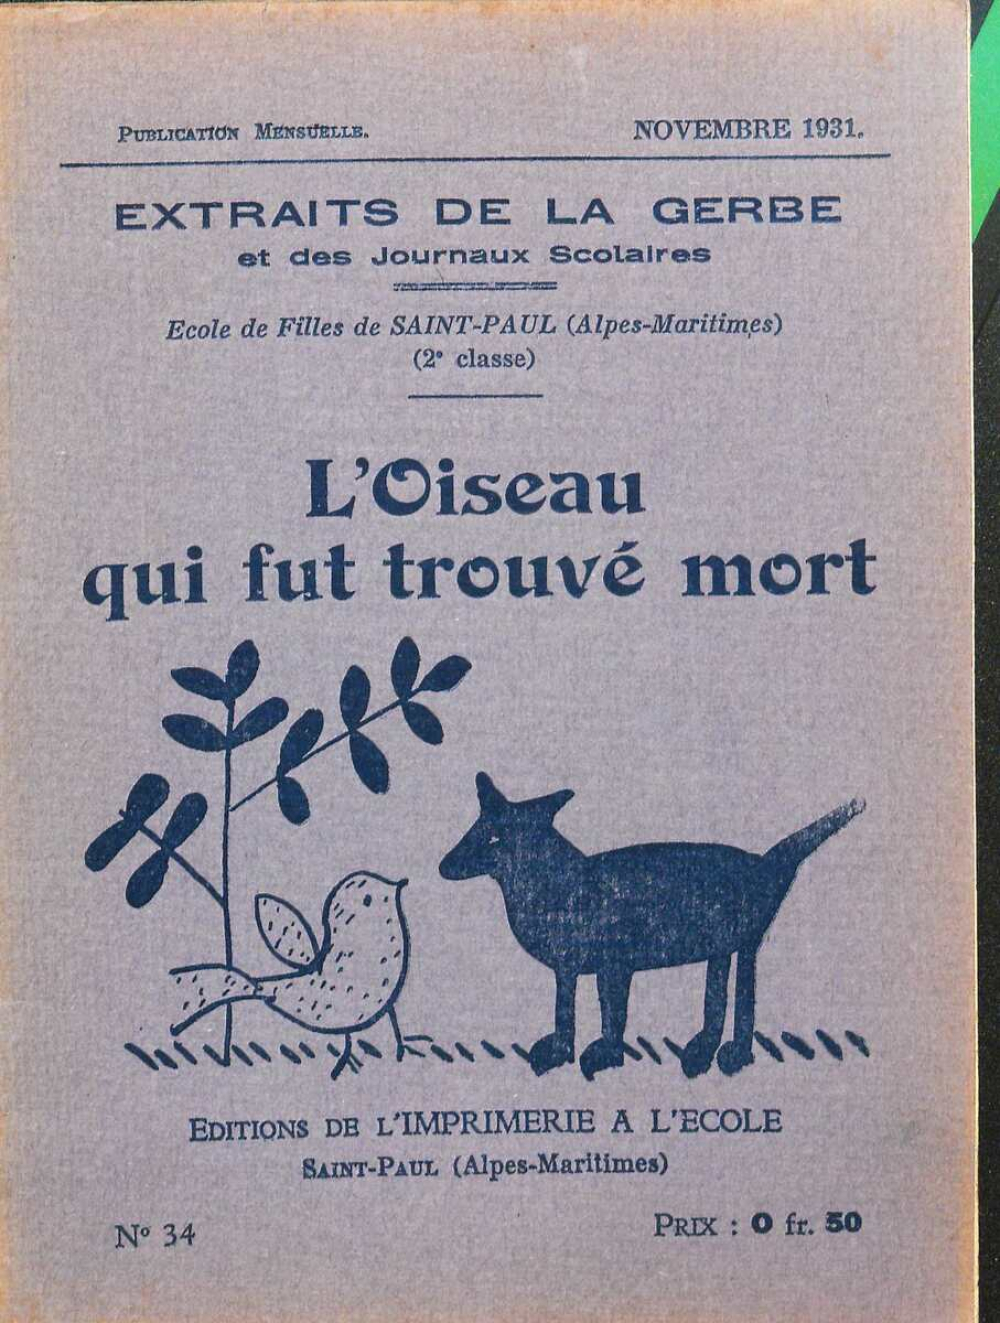 PUBLICATION MENSUELLE.
NOVEMBRE 1931.
EXTRAITS DE LA GERBE
et des Journaux Scolaires
Ecole de Filles de SAINT-PAUL (Alpes-Maritimes)
(2e classe)
L'Oiseau
qui fut trouvé mort
EDITIONS DE L'IMPRIMERIE A L'ECOLE
SAINT-PAUL (Alpes-Maritimes)
No 34
PRIX : 0 fr. 50